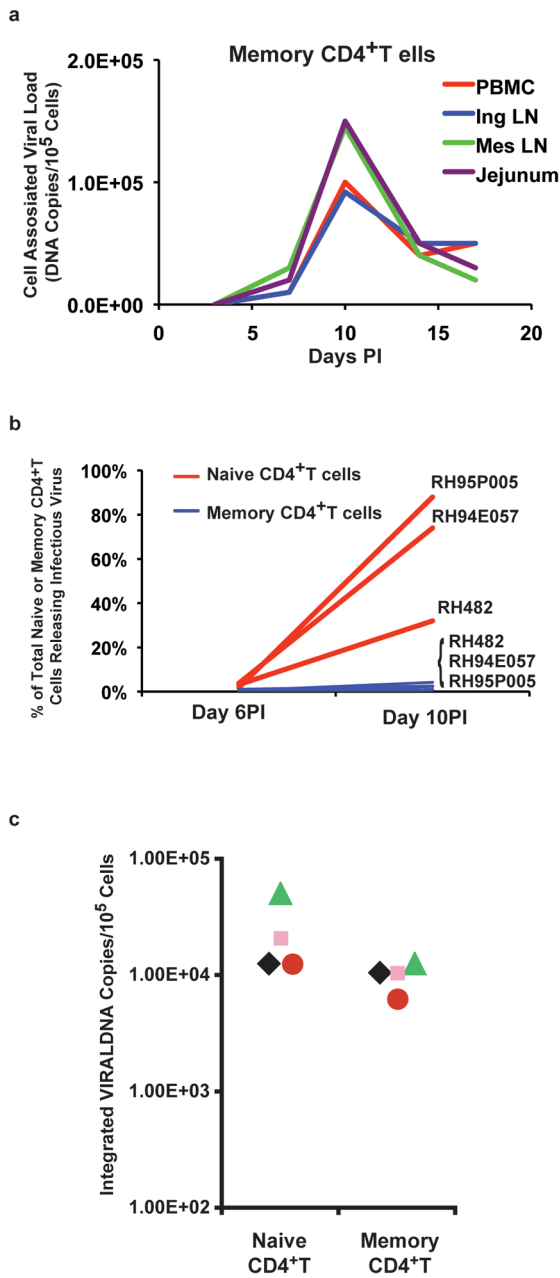 a
Memory CD4+T ells
2.0E+05
1.0E+05
0.0E+00
Cell Assosiated Viral Load
(DNA Copies/10⁵ Cells)
PBMC
Ing LN
Mes LN
Jejunum
0
5
10
15
20
Days PI
b
100%
80%
60%
40%
20%
0%
% of Total Naive or Memory CD4+T
Cells Releasing Infectious Virus
Naive CD4+T cells
Memory CD4+T cells
RH95P005
RH94E057
RH482
RH482
RH94E057
RH95P005
Day 6PI
Day 10PI
c
1.00E+05
1.00E+04
1.00E+03
1.00E+02
Integrated VIRALDNA Copies/10⁵ Cells
Naive
CD4+T
Memory
CD4+T